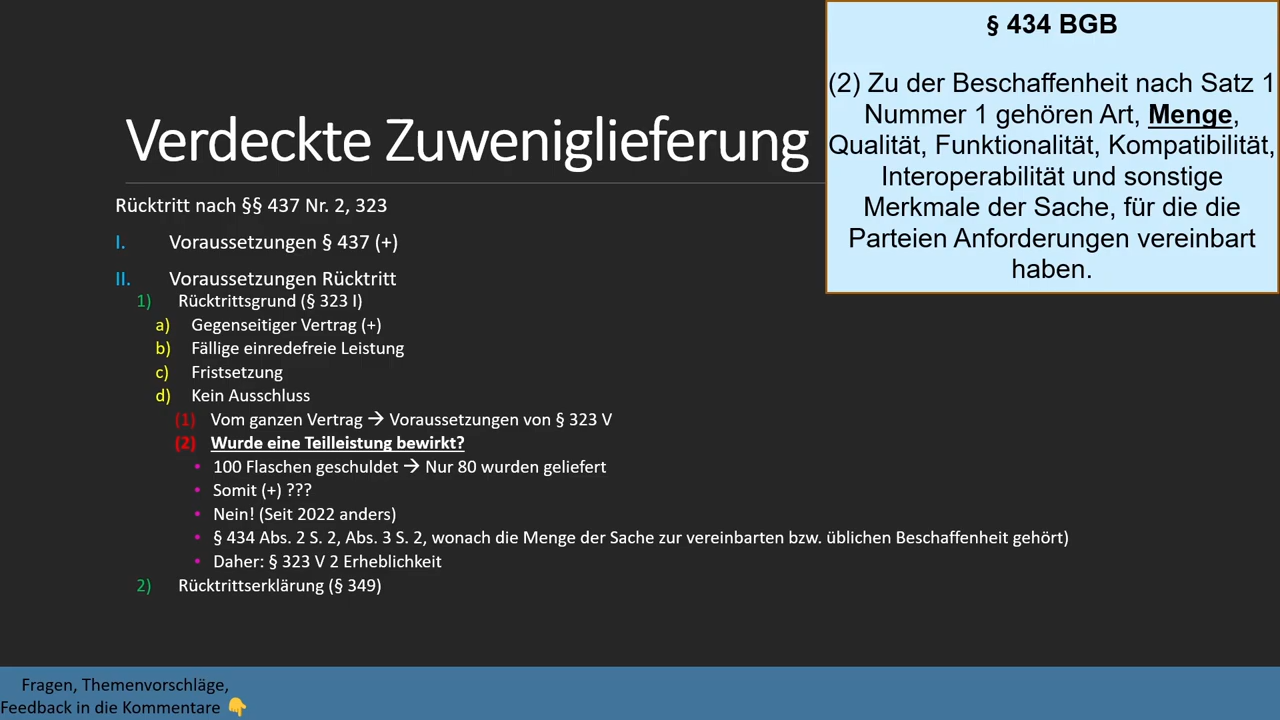 Verdeckte Zuweniglieferung
Rücktritt nach §§ 437 Nr. 2, 323
I. Voraussetzungen § 437 (+)
II. Voraussetzungen Rücktritt
1) Rücktrittsgrund (§ 323 I)
a) Gegenseitiger Vertrag (+)
b) Fällige einredefreie Leistung
c) Fristsetzung
d) Kein Ausschluss
(1) Vom ganzen Vertrag → Voraussetzungen von § 323 V
(2) Wurde eine Teilleistung bewirkt?
• 100 Flaschen geschuldet → Nur 80 wurden geliefert
• Somit (+) ???
• Nein! (Seit 2022 anders)
• § 434 Abs. 2 S. 2, Abs. 3 S. 2, wonach die Menge der Sache zur vereinbarten bzw. üblichen Beschaffenheit gehört)
• Daher: § 323 V 2 Erheblichkeit
2) Rücktrittserklärung (§ 349)
§ 434 BGB
(2) Zu der Beschaffenheit nach Satz 1
Nummer 1 gehören Art, Menge,
Qualität, Funktionalität, Kompatibilität,
Interoperabilität und sonstige
Merkmale der Sache, für die die
Parteien Anforderungen vereinbart
haben.
Fragen, Themenvorschläge,
Feedback in die Kommentare 👇